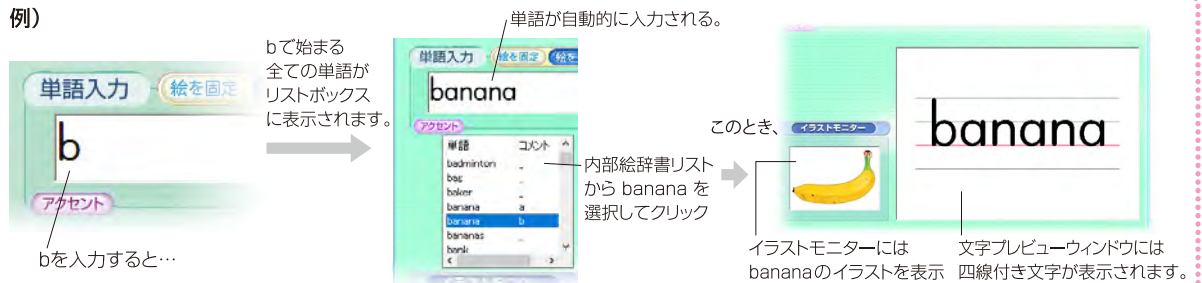 例）
単語入力
絵を固定
b
アクセント
bを入力すると…
bで始まる
全ての単語が
リストボックス
に表示されます。
単語が自動的に入力される。
単語入力
絵を固定
絵を
banana
アクセント
単語 コメント
badminton _
bag _
baker _
banana a
banana b
bananas _
bank
内部絵辞書リスト
から banana を
選択してクリック
このとき、
イラストモニター
banana
イラストモニターには
bananaのイラストを表示
文字プレビューウィンドウには
四線付き文字が表示されます。